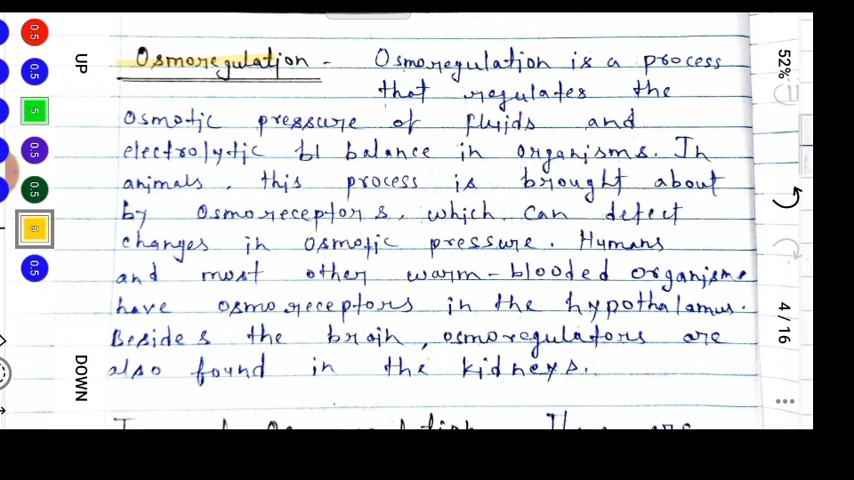 Osmoregulation - Osmoregulation is a process
that regulates the
osmotic pressure of fluids and
electrolytic bl balance in organisms. In
animals, this process is brought about
by osmoreceptors, which can detect
changes in osmotic pressure. Humans
and most other warm-blooded organisms
have osmoreceptors in the hypothalamus.
Besides the brain, osmoregulators are
also found in the kidneys.
UP
DOWN
52%
4/16
0.5
0.5
5
0.5
0.5
5
0.5